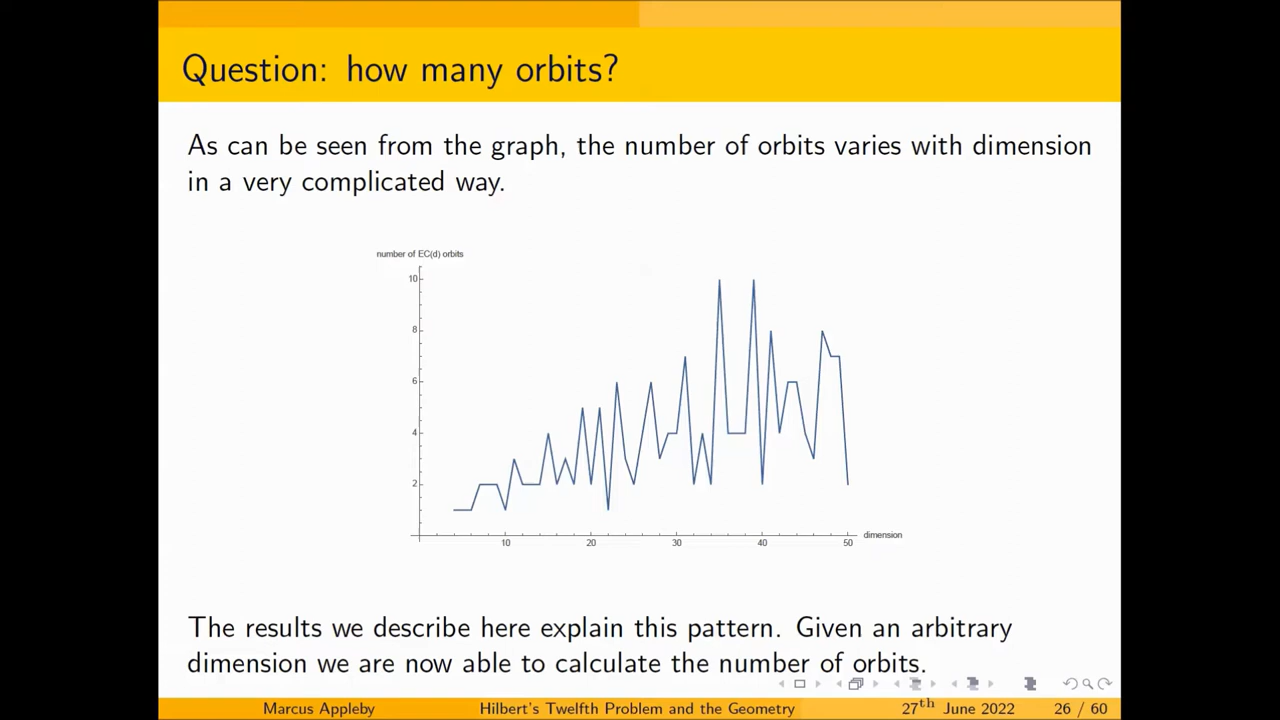 Question: how many orbits?
As can be seen from the graph, the number of orbits varies with dimension
in a very complicated way.
number of EC(d) orbits
10
8
6
4
2
10 20 30 40 50
dimension
The results we describe here explain this pattern. Given an arbitrary
dimension we are now able to calculate the number of orbits.
Marcus Appleby Hilbert's Twelfth Problem and the Geometry 27th June 2022 26 / 60